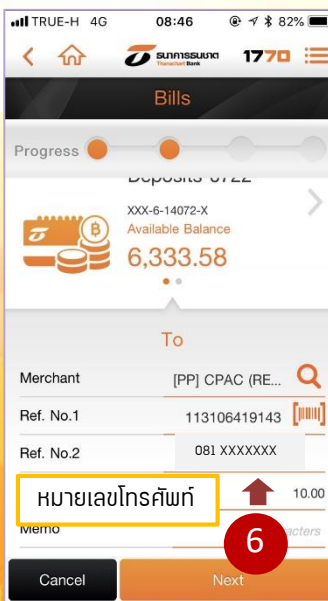 TRUE-H 4G 08:46 82%
ธนาคารธนชาต
Thanachart Bank
1770
Bills
Progress
Deposits 0722
XXX-6-14072-X
Available Balance
6,333.58
To
Merchant [PP] CPAC (RE...
Ref. No.1 113106419143
Ref. No.2 081 XXXXXXX
หมายเลขโทรศัพท์ 10.00
Memo acters
6
Cancel Next